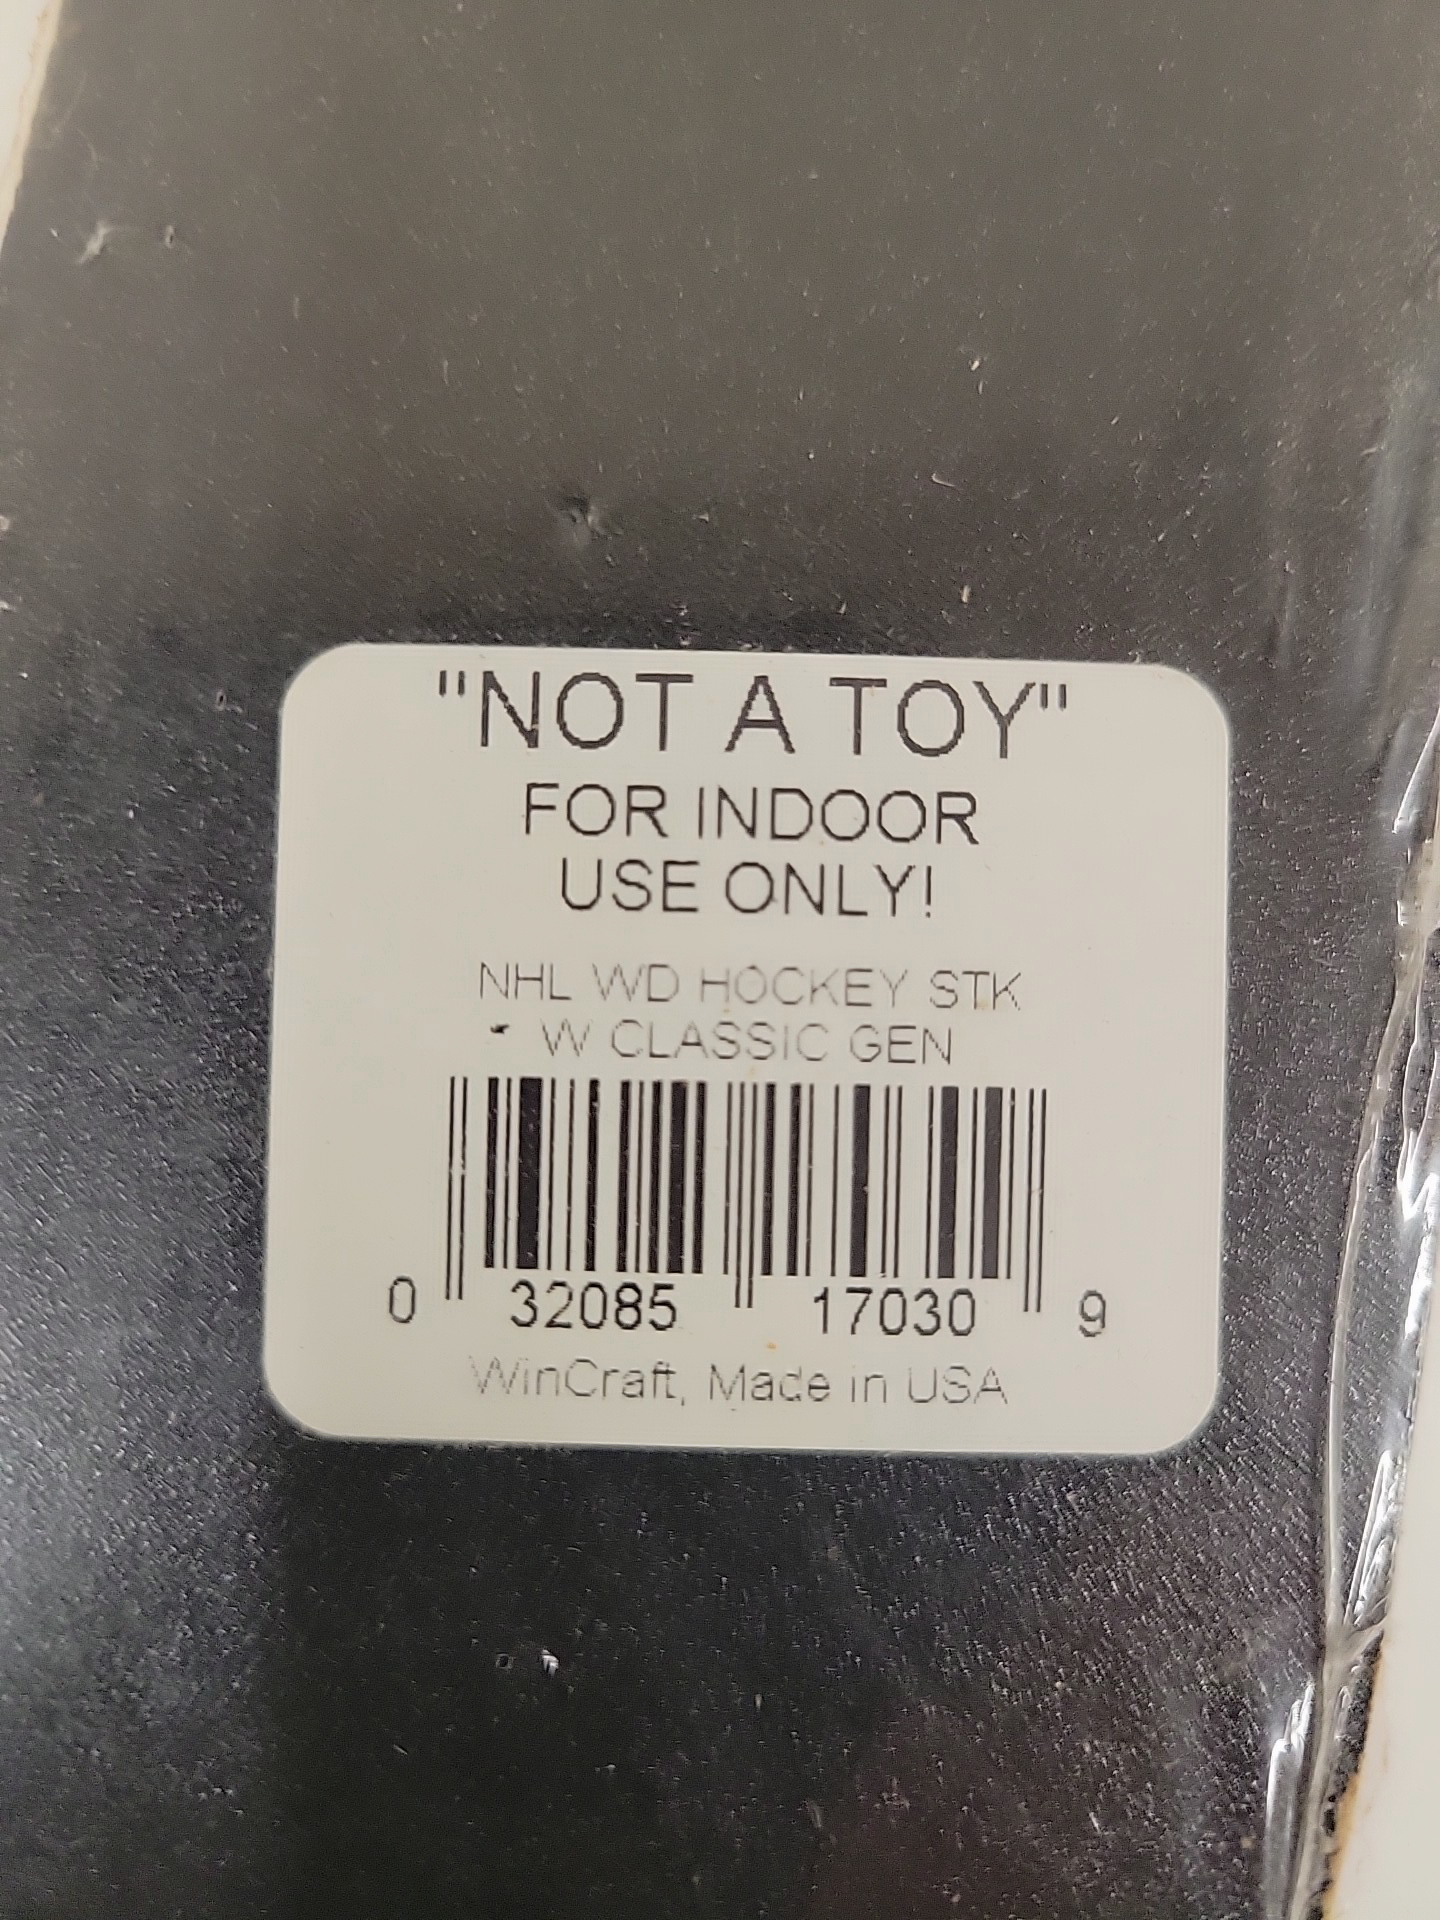 "NOT A TOY"
FOR INDOOR
USE ONLY!
NHL WD HOCKEY STK
W CLASSIC GEN
0 32085 17030 9
WinCraft, Made in USA